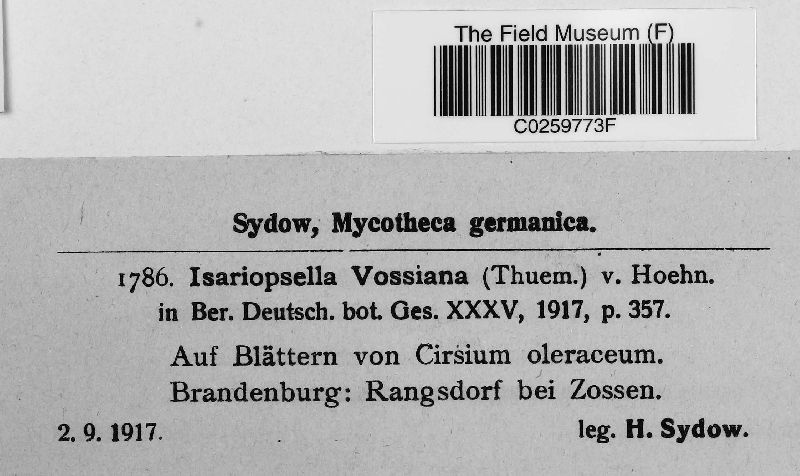 The Field Museum (F)
C0259773F
Sydow, Mycotheca germanica.
1786. Isariopsella Vossiana (Thuem.) v. Hoehn.
in Ber. Deutsch. bot. Ges. XXXV, 1917, p. 357.
Auf Blättern von Cirsium oleraceum.
Brandenburg: Rangsdorf bei Zossen.
2. 9. 1917. leg. H. Sydow.